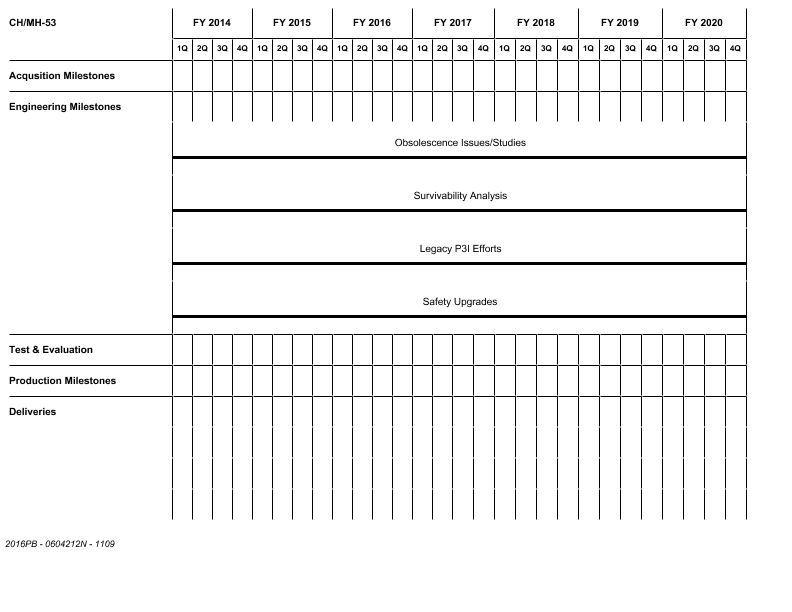 CH/MH-53 FY 2014 FY 2015 FY 2016 FY 2017 FY 2018 FY 2019 FY 2020
1Q 2Q 3Q 4Q 1Q 2Q 3Q 4Q 1Q 2Q 3Q 4Q 1Q 2Q 3Q 4Q 1Q 2Q 3Q 4Q 1Q 2Q 3Q 4Q 1Q 2Q 3Q 4Q
Acqusition Milestones
Engineering Milestones
Obsolescence Issues/Studies
Survivability Analysis
Legacy P3I Efforts
Safety Upgrades
Test & Evaluation
Production Milestones
Deliveries
2016PB - 0604212N - 1109